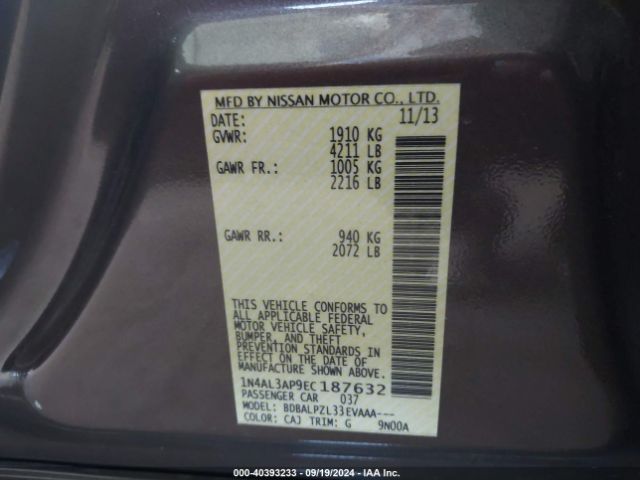 MFD BY NISSAN MOTOR CO., LTD.
DATE: 11/13
GVWR: 1910 KG
4211 LB
GAWR FR.: 1005 KG
2216 LB
GAWR RR.: 940 KG
2072 LB
THIS VEHICLE CONFORMS TO
ALL APPLICABLE FEDERAL
MOTOR VEHICLE SAFETY,
BUMPER, AND THEFT
PREVENTION STANDARDS IN
EFFECT ON THE DATE OF
MANUFACTURE SHOWN ABOVE.
1N4AL3AP9EC187632
PASSENGER CAR 037
MODEL: BDBALPZL33EVAAA---
COLOR: CAJ TRIM: G 9N00A
000-40393233 - 09/19/2024 - IAA Inc.